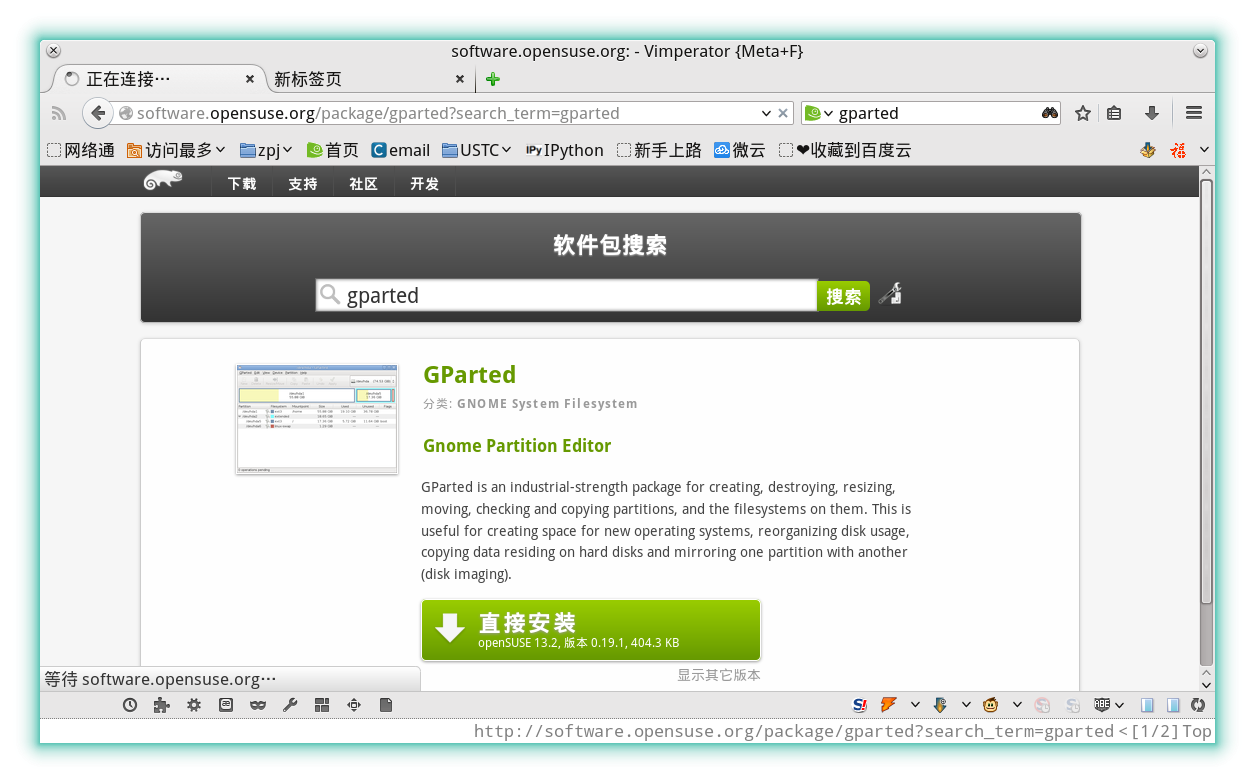 software.opensuse.org: - Vimperator {Meta+F}
正在连接… 新标签页
software.opensuse.org/package/gparted?search_term=gparted gparted
网络通 访问最多 zpj 首页 email USTC IPy IPython 新手上路 微云 ❤收藏到百度云 福
下载 支持 社区 开发
软件包搜索
gparted 搜索
GParted
分类: GNOME System Filesystem
Gnome Partition Editor
GParted is an industrial-strength package for creating, destroying, resizing,
moving, checking and copying partitions, and the filesystems on them. This is
useful for creating space for new operating systems, reorganizing disk usage,
copying data residing on hard disks and mirroring one partition with another
(disk imaging).
直接安装
openSUSE 13.2, 版本 0.19.1, 404.3 KB
显示其它版本
等待 software.opensuse.org…
http://software.opensuse.org/package/gparted?search_term=gparted <[1/2] Top